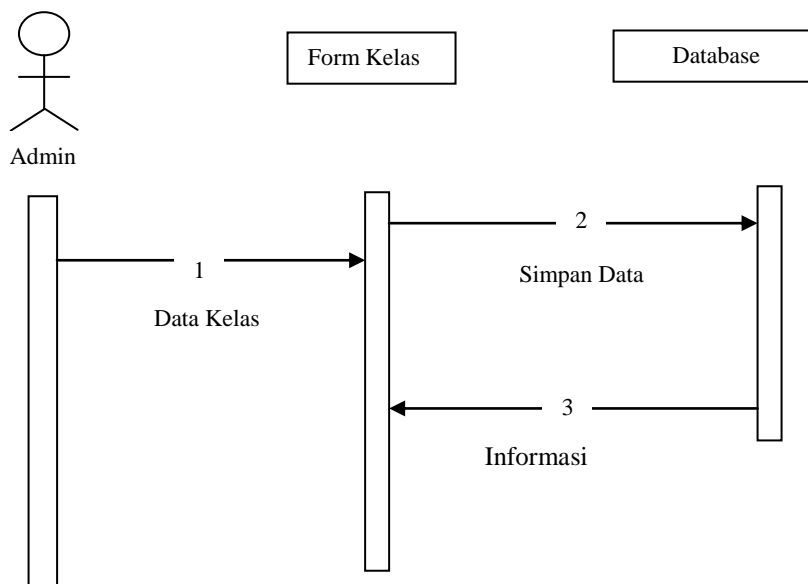 Form Kelas
Database
Admin
1
Data Kelas
2
Simpan Data
3
Informasi